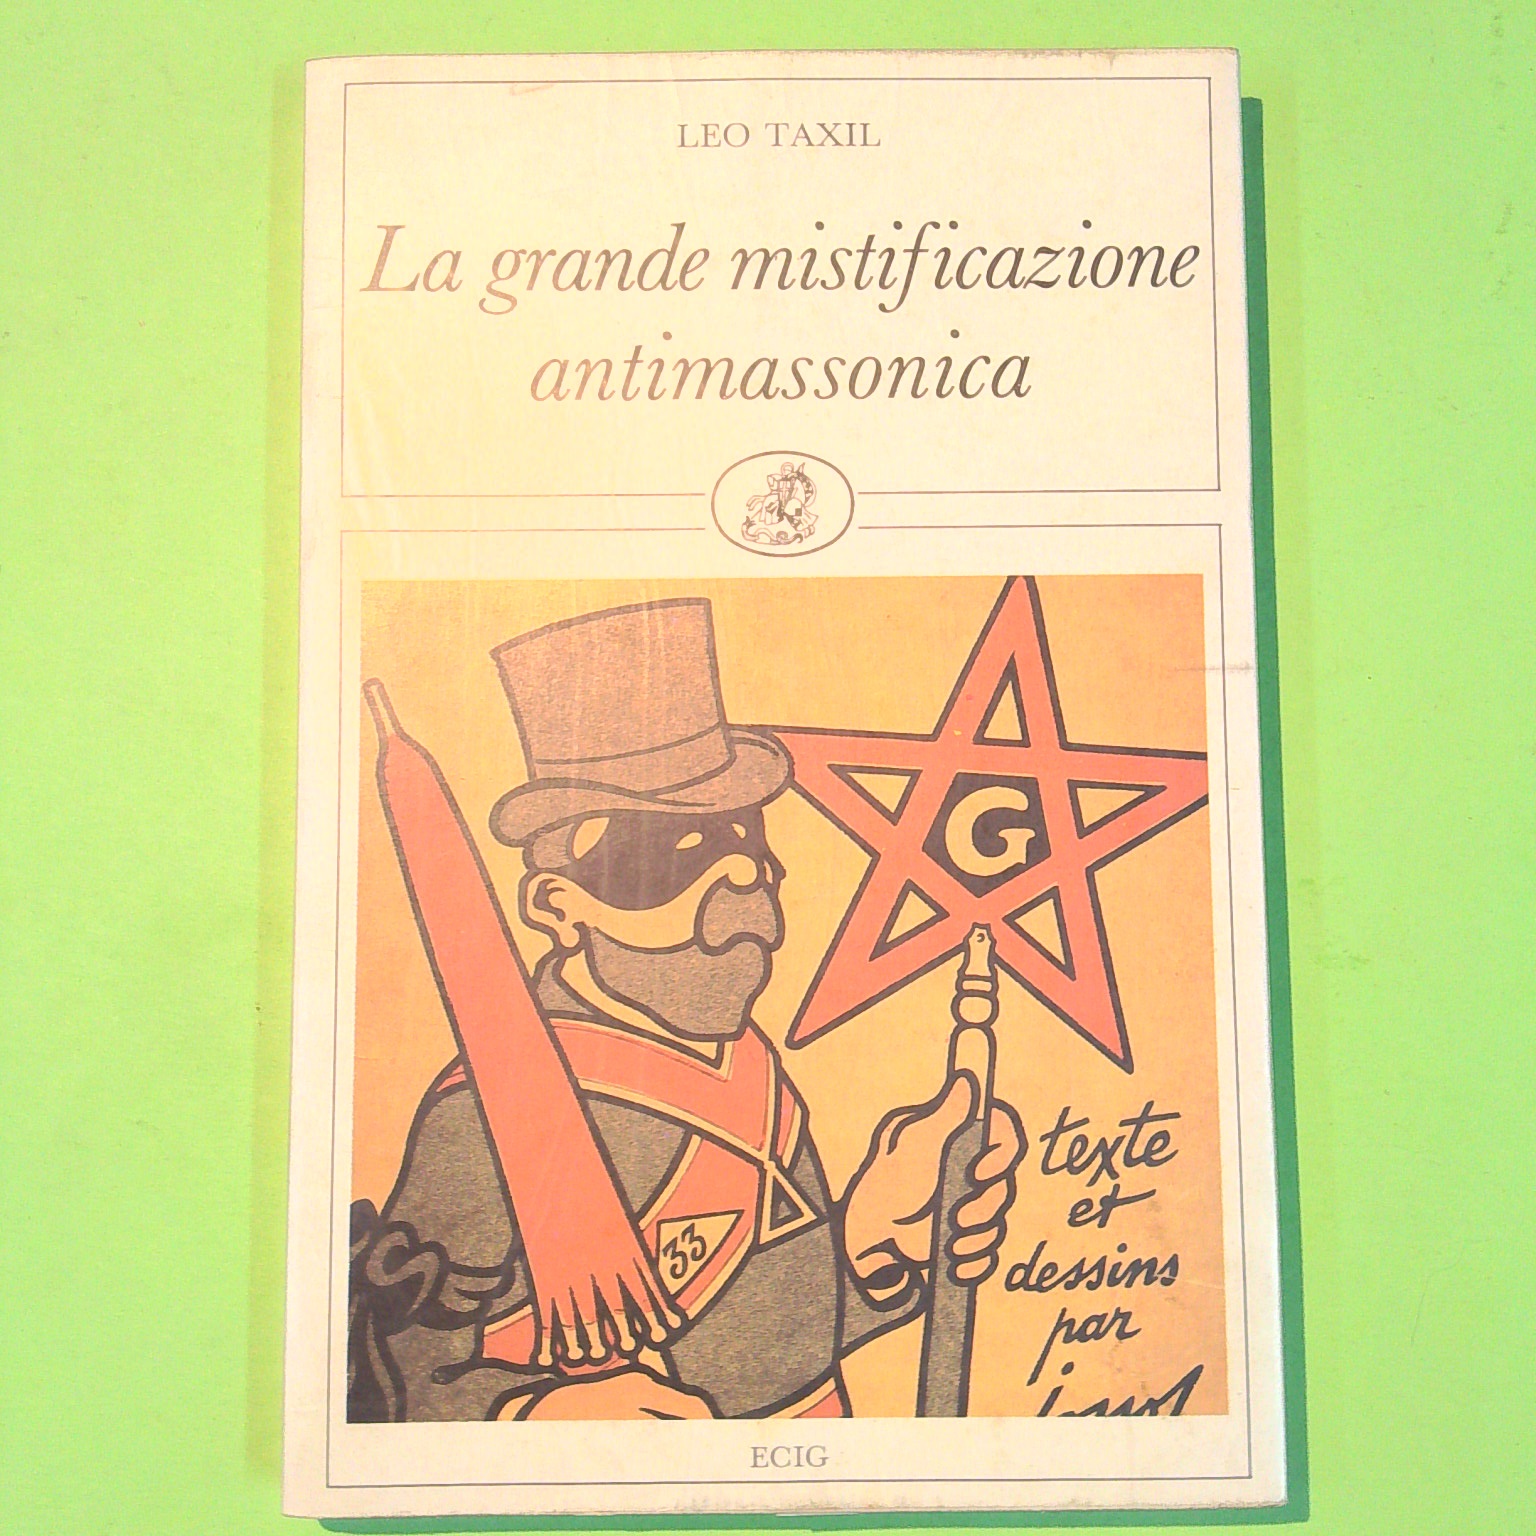 LEO TAXIL
La grande mistificazione
antimassonica
G
33
texte
et
dessins
par
ECIG